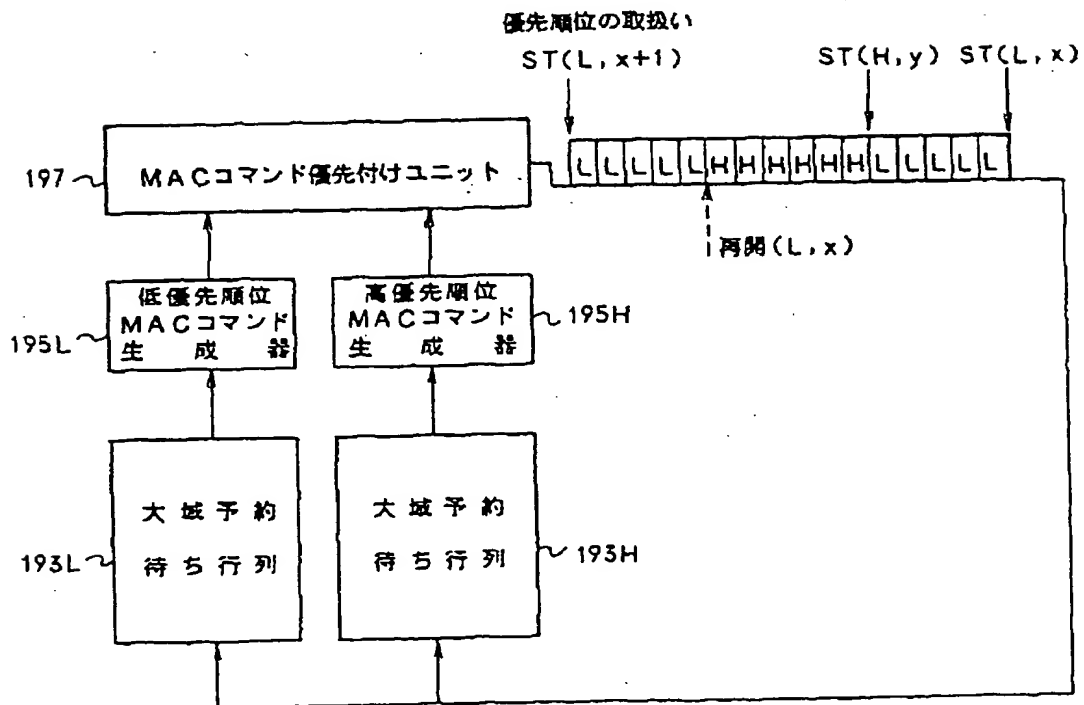 優先順位の取扱い
ST(L,x+1)
ST(H,y)
ST(L,x)
197
MACコマンド優先付けユニット
L L L L L H H H H H H L L L L L
再開(L,x)
低優先順位
MACコマンド
生成器
195L
高優先順位
MACコマンド
生成器
195H
大域予約
待ち行列
193L
大域予約
待ち行列
193H